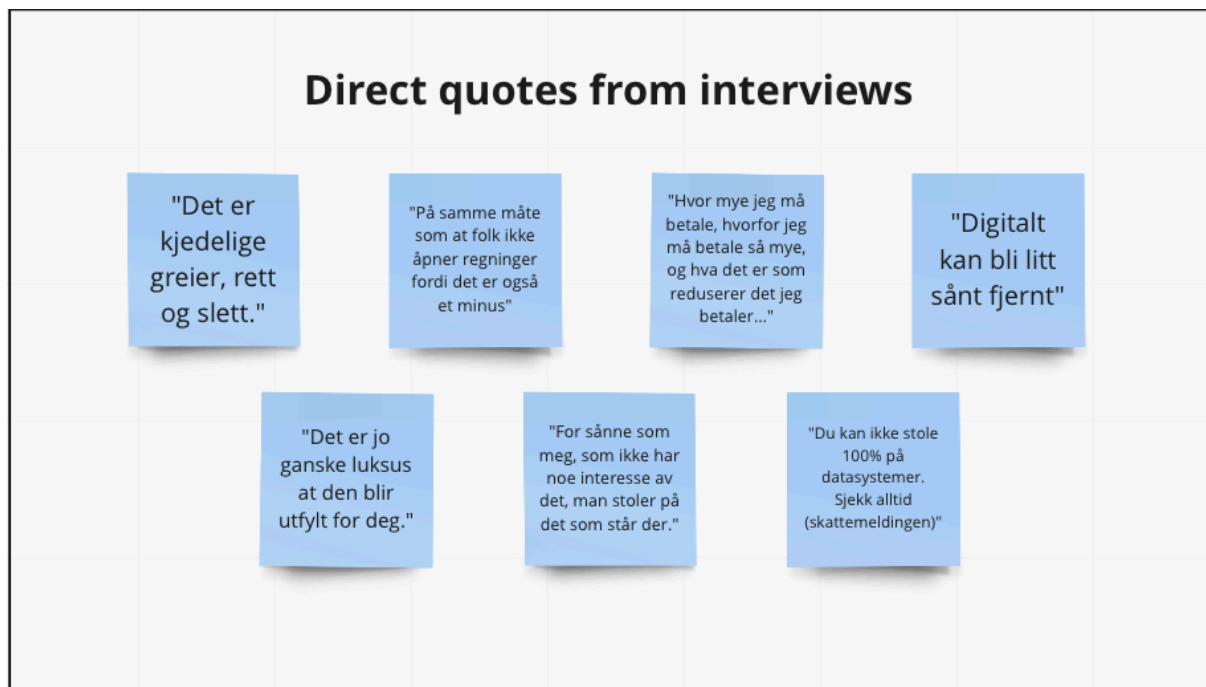 Direct quotes from interviews
"Det er
kjedelige
greier, rett
og slett."
"På samme måte
som at folk ikke
åpner regninger
fordi det er også
et minus"
"Hvor mye jeg må
betale, hvorfor jeg
må betale så mye,
og hva det er som
reduserer det jeg
betaler..."
"Digitalt
kan bli litt
sånt fjernt"
"Det er jo
ganske luksus
at den blir
utfylt for deg."
"For sånne som
meg, som ikke har
noe interesse av
det, man stoler på
det som står der."
"Du kan ikke stole
100% på
datasystemer.
Sjekk alltid
(skattemeldingen)"